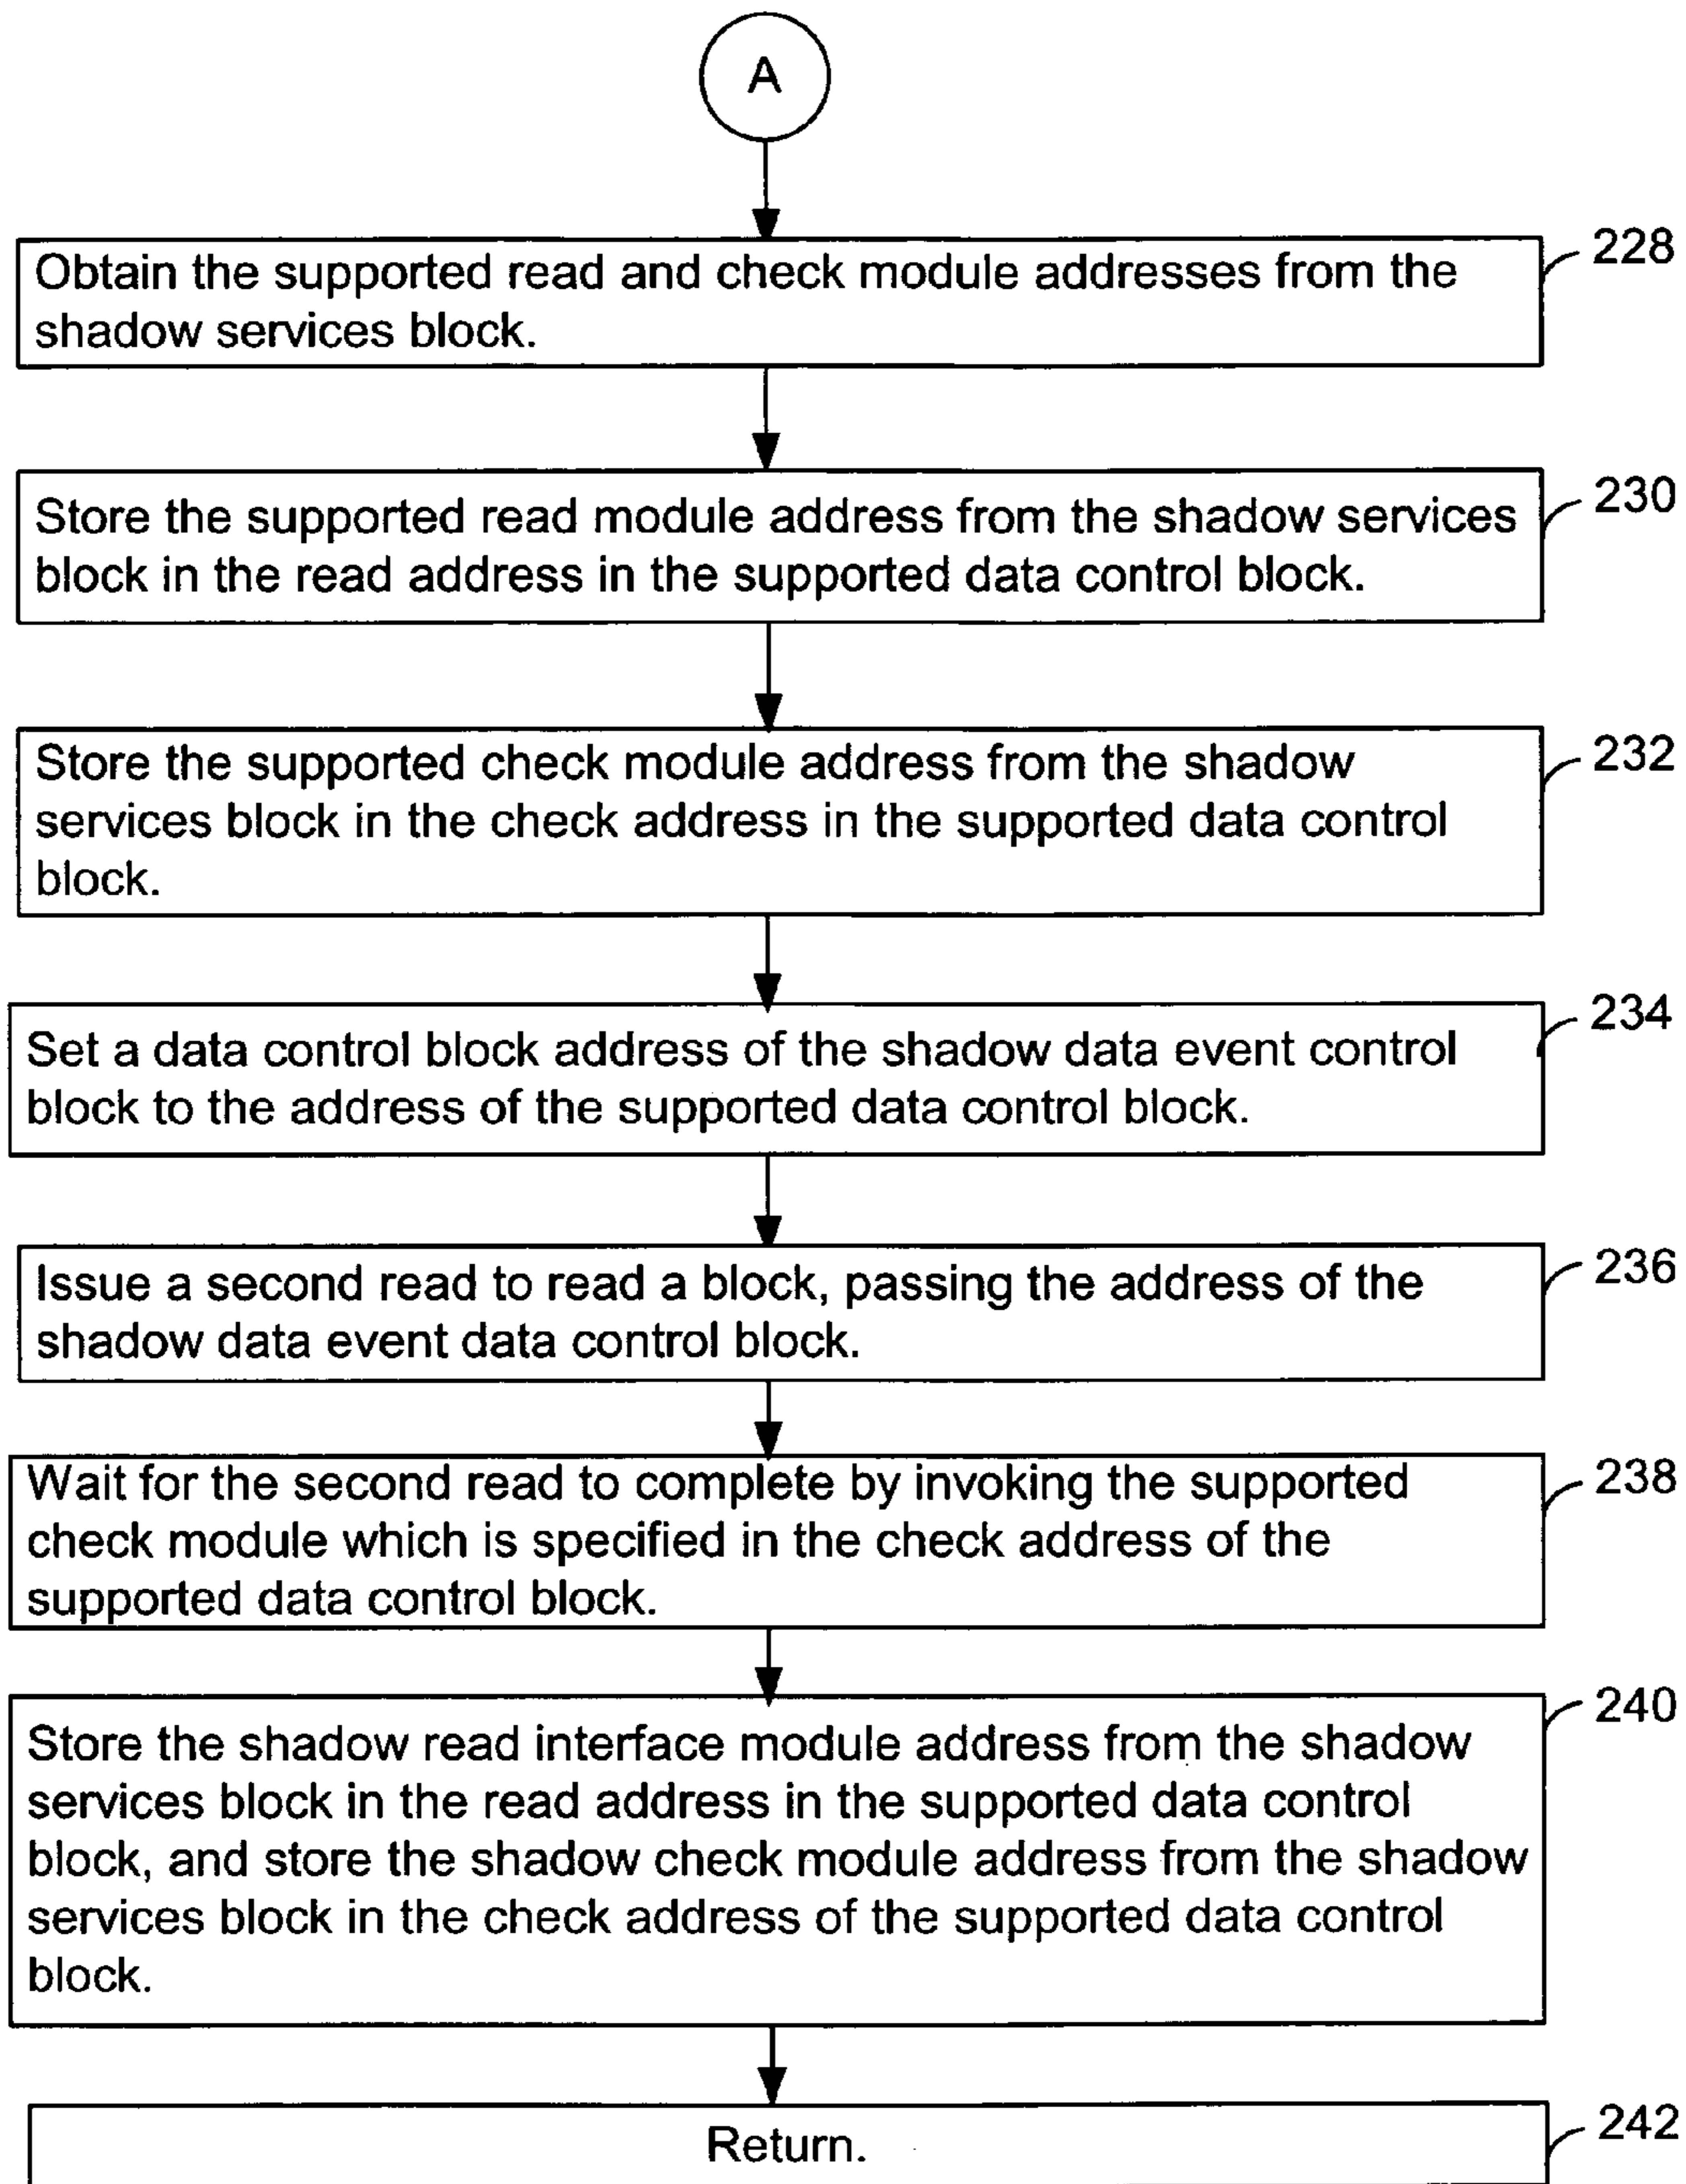 A
228
Obtain the supported read and check module addresses from the
shadow services block.
230
Store the supported read module address from the shadow services
block in the read address in the supported data control block.
232
Store the supported check module address from the shadow
services block in the check address in the supported data control
block.
234
Set a data control block address of the shadow data event control
block to the address of the supported data control block.
236
Issue a second read to read a block, passing the address of the
shadow data event data control block.
238
Wait for the second read to complete by invoking the supported
check module which is specified in the check address of the
supported data control block.
240
Store the shadow read interface module address from the shadow
services block in the read address in the supported data control
block, and store the shadow check module address from the shadow
services block in the check address of the supported data control
block.
242
Return.